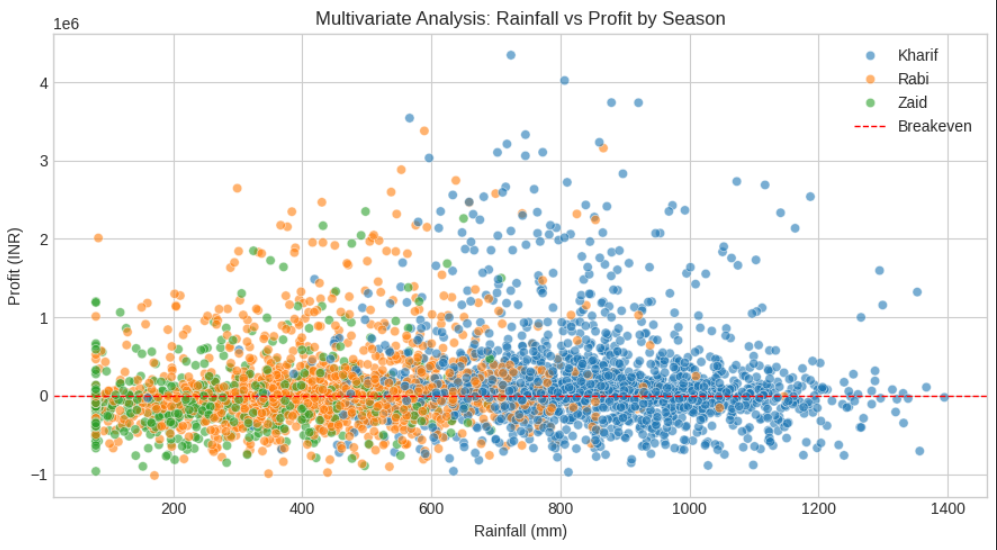 Multivariate Analysis: Rainfall vs Profit by Season
1e6
Kharif
Rabi
Zaid
Breakeven
4
3
2
1
0
−1
Profit (INR)
200 400 600 800 1000 1200 1400
Rainfall (mm)